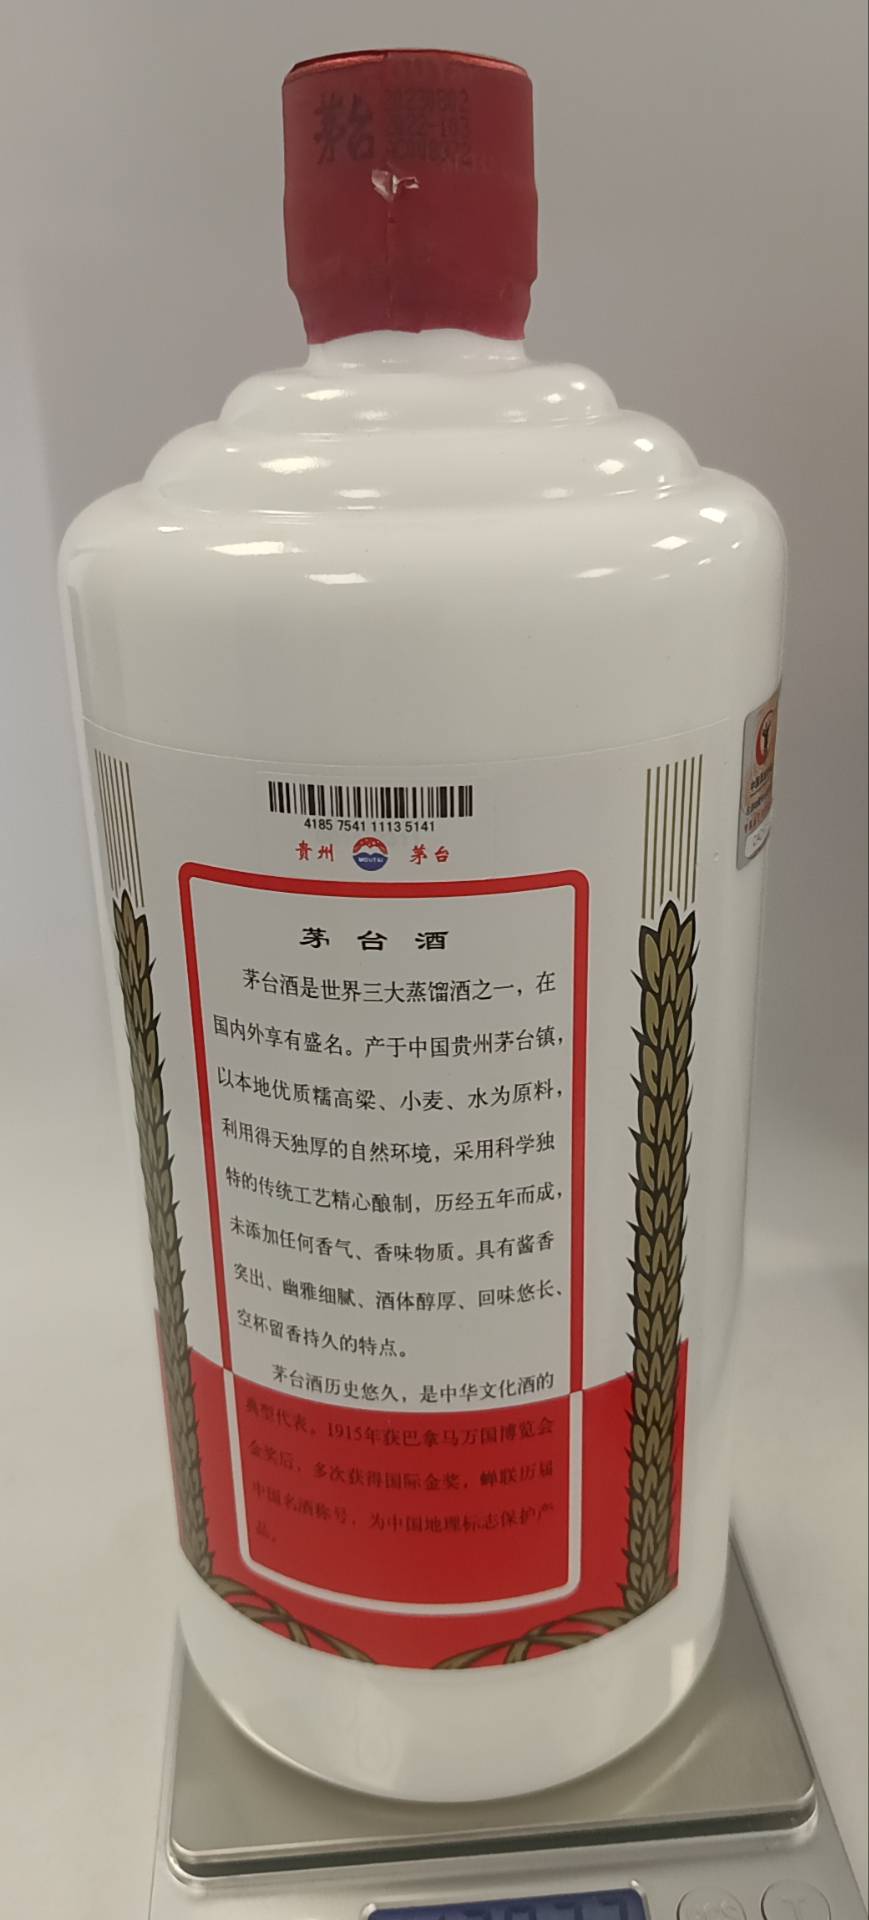 茅台
4185 7541 1113 5141
贵州
MOUTAI
茅台
茅台酒
茅台酒是世界三大蒸馏酒之一，在
国内外享有盛名。产于中国贵州茅台镇，
以本地优质糯高粱、小麦、水为原料，
利用得天独厚的自然环境，采用科学独
特的传统工艺精心酿制，历经五年而成，
未添加任何香气、香味物质。具有酱香
突出、幽雅细腻、酒体醇厚、回味悠长、
空杯留香持久的特点。
茅台酒历史悠久，是中华文化酒的
典型代表。1915年获巴拿马万国博览会
金奖后，多次获得国际金奖，蝉联历届
中国名酒称号，为中国地理标志保护产
品。